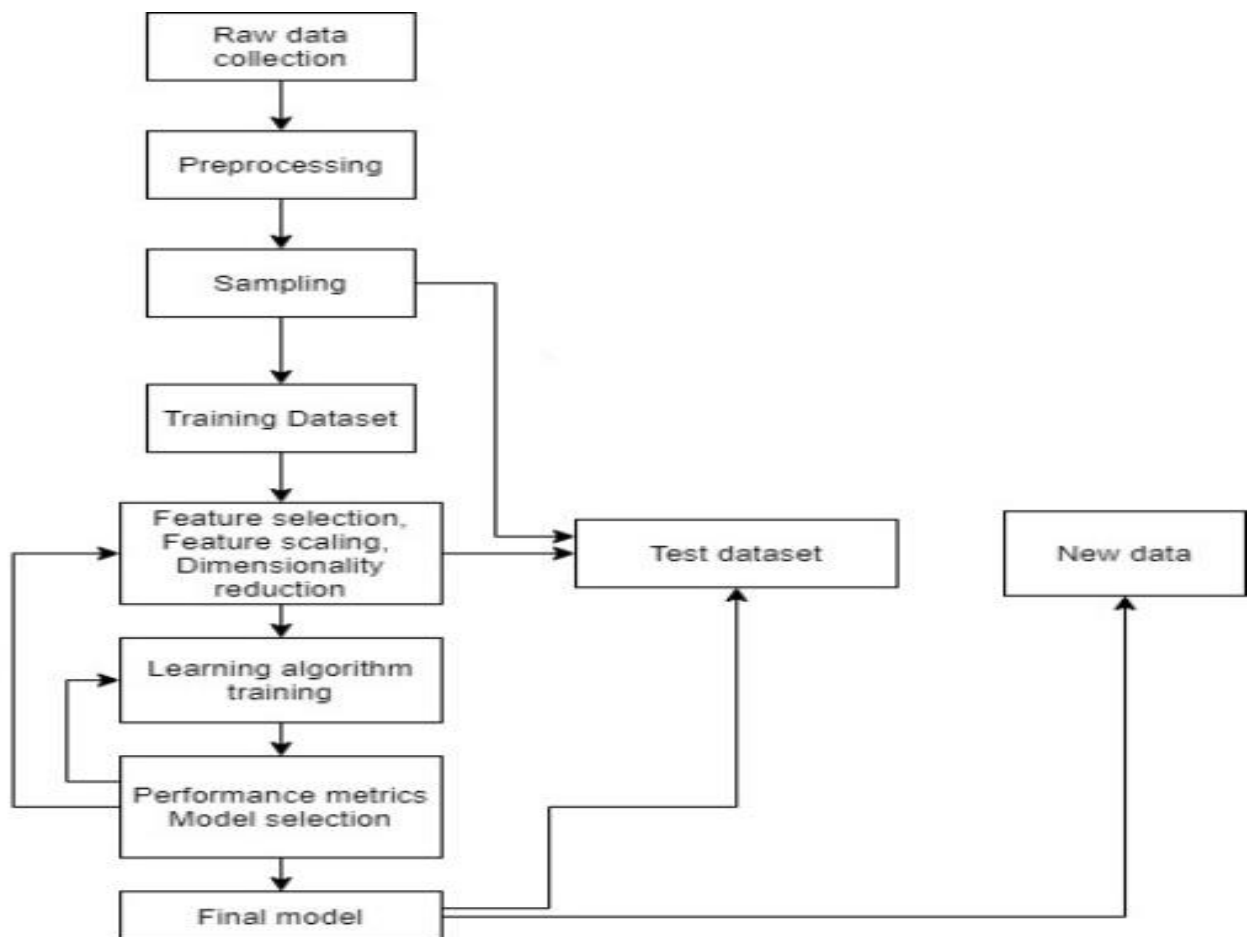 Raw data
collection
Preprocessing
Sampling
Training Dataset
Feature selection,
Feature scaling,
Dimensionality
reduction
Test dataset
New data
Learning algorithm
training
Performance metrics
Model selection
Final model